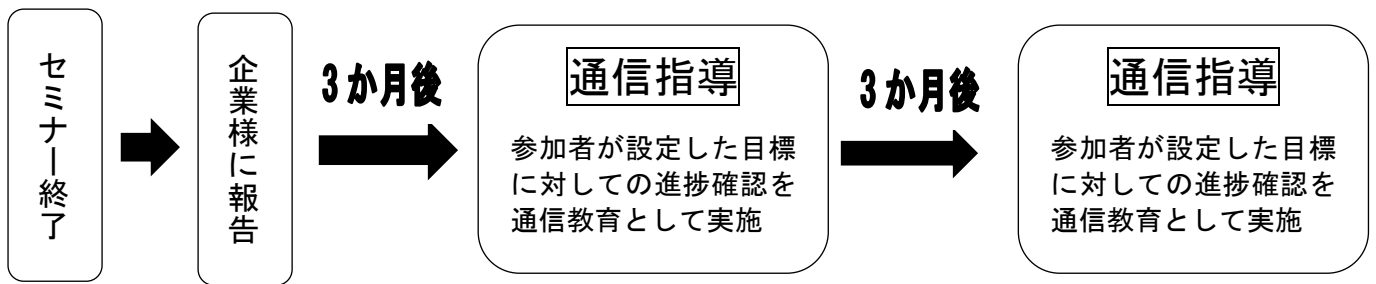 セミナー終了
企業様に報告
3か月後
通信指導
参加者が設定した目標
に対しての進捗確認を
通信教育として実施
3か月後
通信指導
参加者が設定した目標
に対しての進捗確認を
通信教育として実施